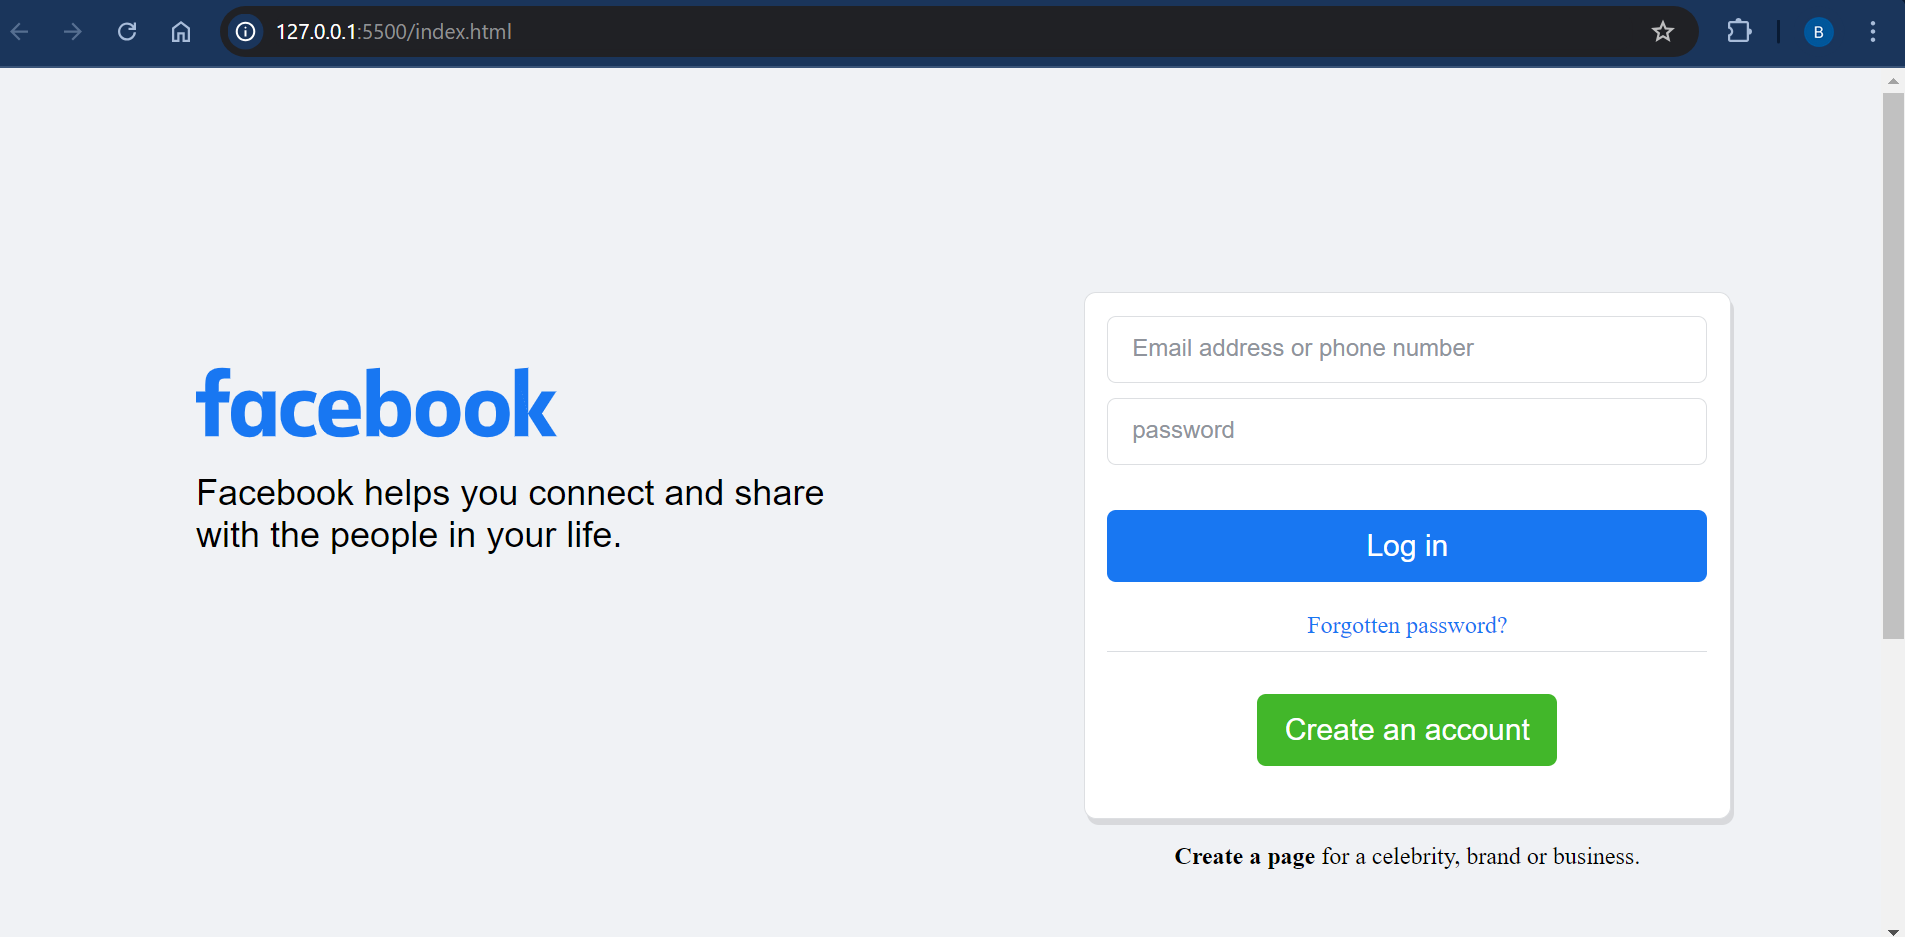 127.0.0.1:5500/index.html
B
facebook
Facebook helps you connect and share
with the people in your life.
Email address or phone number
password
Log in
Forgotten password?
Create an account
Create a page for a celebrity, brand or business.